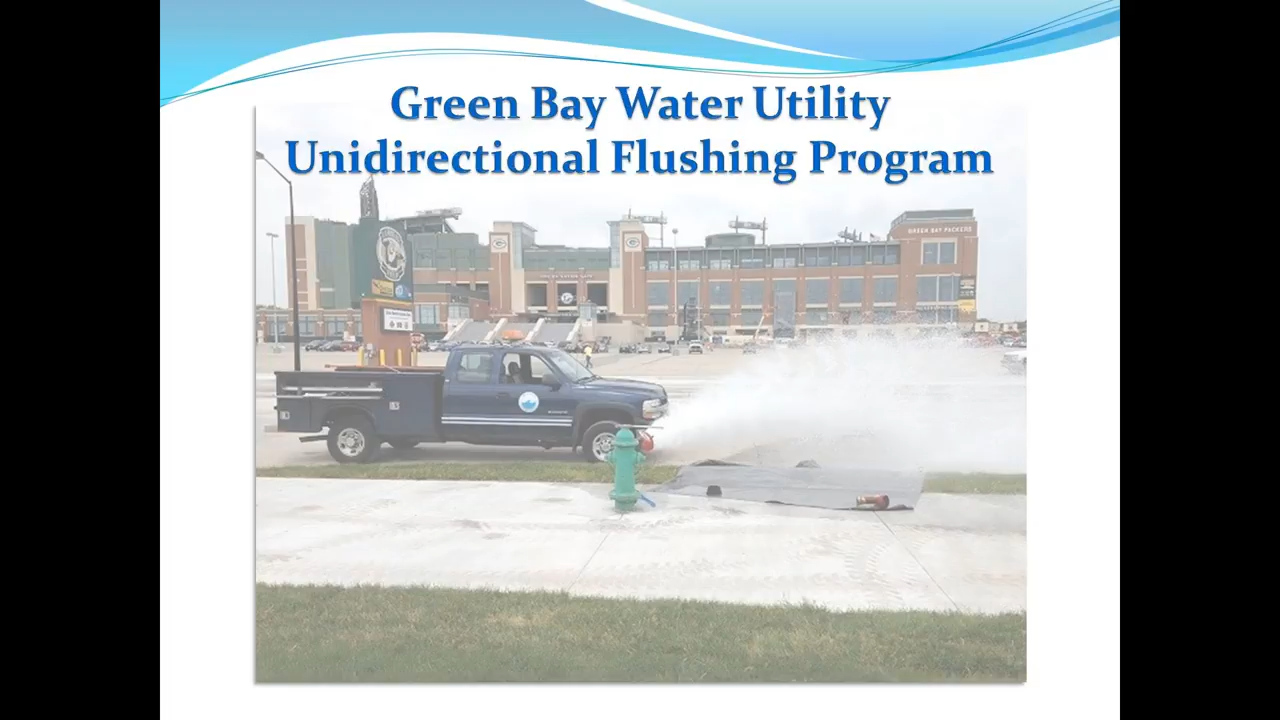 Green Bay Water Utility
Unidirectional Flushing Program
GREEN BAY PACKERS